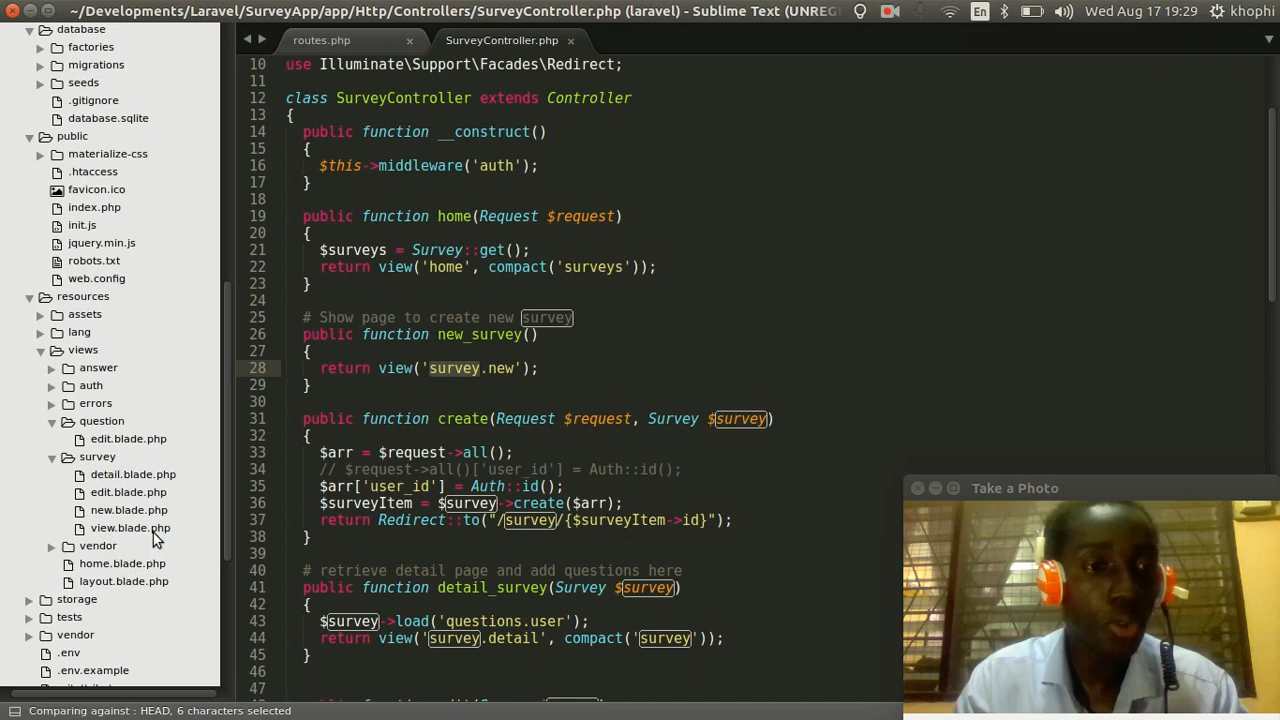 ~/Developments/Laravel/SurveyApp/app/Http/Controllers/SurveyController.php (laravel) - Sublime Text (UNREG
En
Wed Aug 17 19:29
khophi
database
factories
migrations
seeds
.gitignore
database.sqlite
public
materialize-css
.htaccess
favicon.ico
index.php
init.js
jquery.min.js
robots.txt
web.config
resources
assets
lang
views
answer
auth
errors
question
edit.blade.php
survey
detail.blade.php
edit.blade.php
new.blade.php
view.blade.php
vendor
home.blade.php
layout.blade.php
storage
tests
vendor
.env
.env.example
routes.php ×
SurveyController.php ×
10 use Illuminate\Support\Facades\Redirect;
11
12 class SurveyController extends Controller
13 {
14 public function __construct()
15 {
16 $this->middleware('auth');
17 }
18
19 public function home(Request $request)
20 {
21 $surveys = Survey::get();
22 return view('home', compact('surveys'));
23 }
24
25 # Show page to create new survey
26 public function new_survey()
27 {
28 return view('survey.new');
29 }
30
31 public function create(Request $request, Survey $survey)
32 {
33 $arr = $request->all();
34 // $request->all()['user_id'] = Auth::id();
35 $arr['user_id'] = Auth::id();
36 $surveyItem = $survey->create($arr);
37 return Redirect::to("/survey/{$surveyItem->id}");
38 }
39
40 # retrieve detail page and add questions here
41 public function detail_survey(Survey $survey)
42 {
43 $survey->load('questions.user');
44 return view('survey.detail', compact('survey'));
45 }
46
47
Take a Photo
Comparing against : HEAD, 6 characters selected